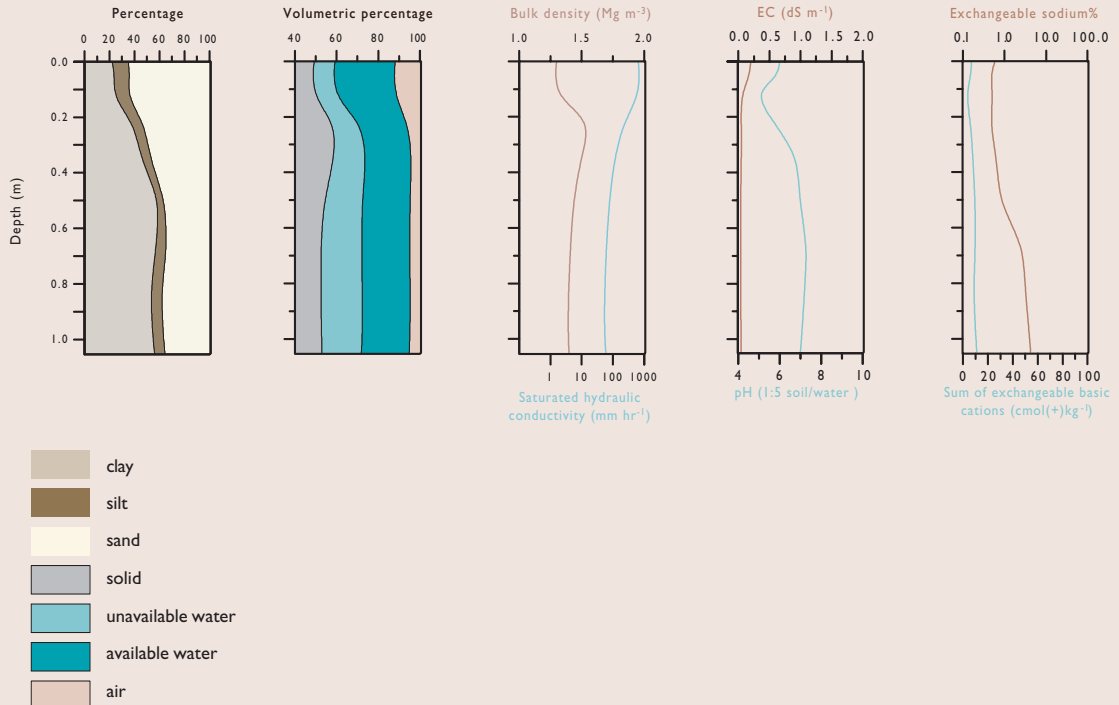 Percentage
0 20 40 60 80 100
Volumetric percentage
40 60 80 100
Bulk density (Mg m⁻³)
1.0 1.5 2.0
EC (dS m⁻¹)
0.0 0.5 1.0 1.5 2.0
Exchangeable sodium%
0.1 1.0 10.0 100.0
Depth (m)
0.0
0.2
0.4
0.6
0.8
1.0
1 10 100 1000
Saturated hydraulic
conductivity (mm hr⁻¹)
4 6 8 10
pH (1:5 soil/water )
0 20 40 60 80 100
Sum of exchangeable basic
cations (cmol(+)kg⁻¹)
clay
silt
sand
solid
unavailable water
available water
air